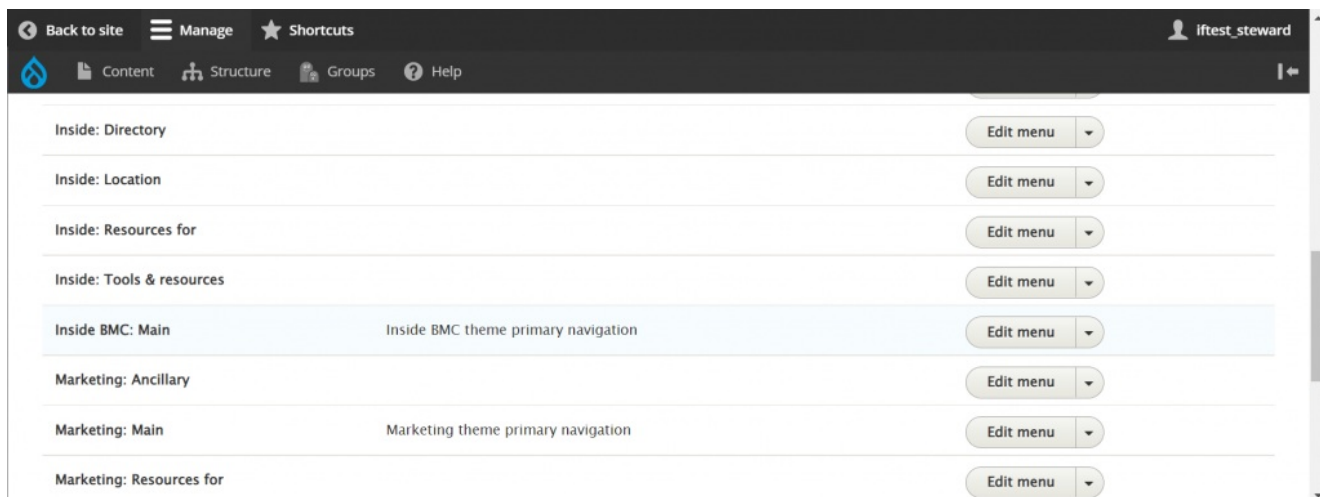 Back to site Manage Shortcuts iftest_steward
Content Structure Groups Help
Inside: Directory Edit menu
Inside: Location Edit menu
Inside: Resources for Edit menu
Inside: Tools & resources Edit menu
Inside BMC: Main Inside BMC theme primary navigation Edit menu
Marketing: Ancillary Edit menu
Marketing: Main Marketing theme primary navigation Edit menu
Marketing: Resources for Edit menu